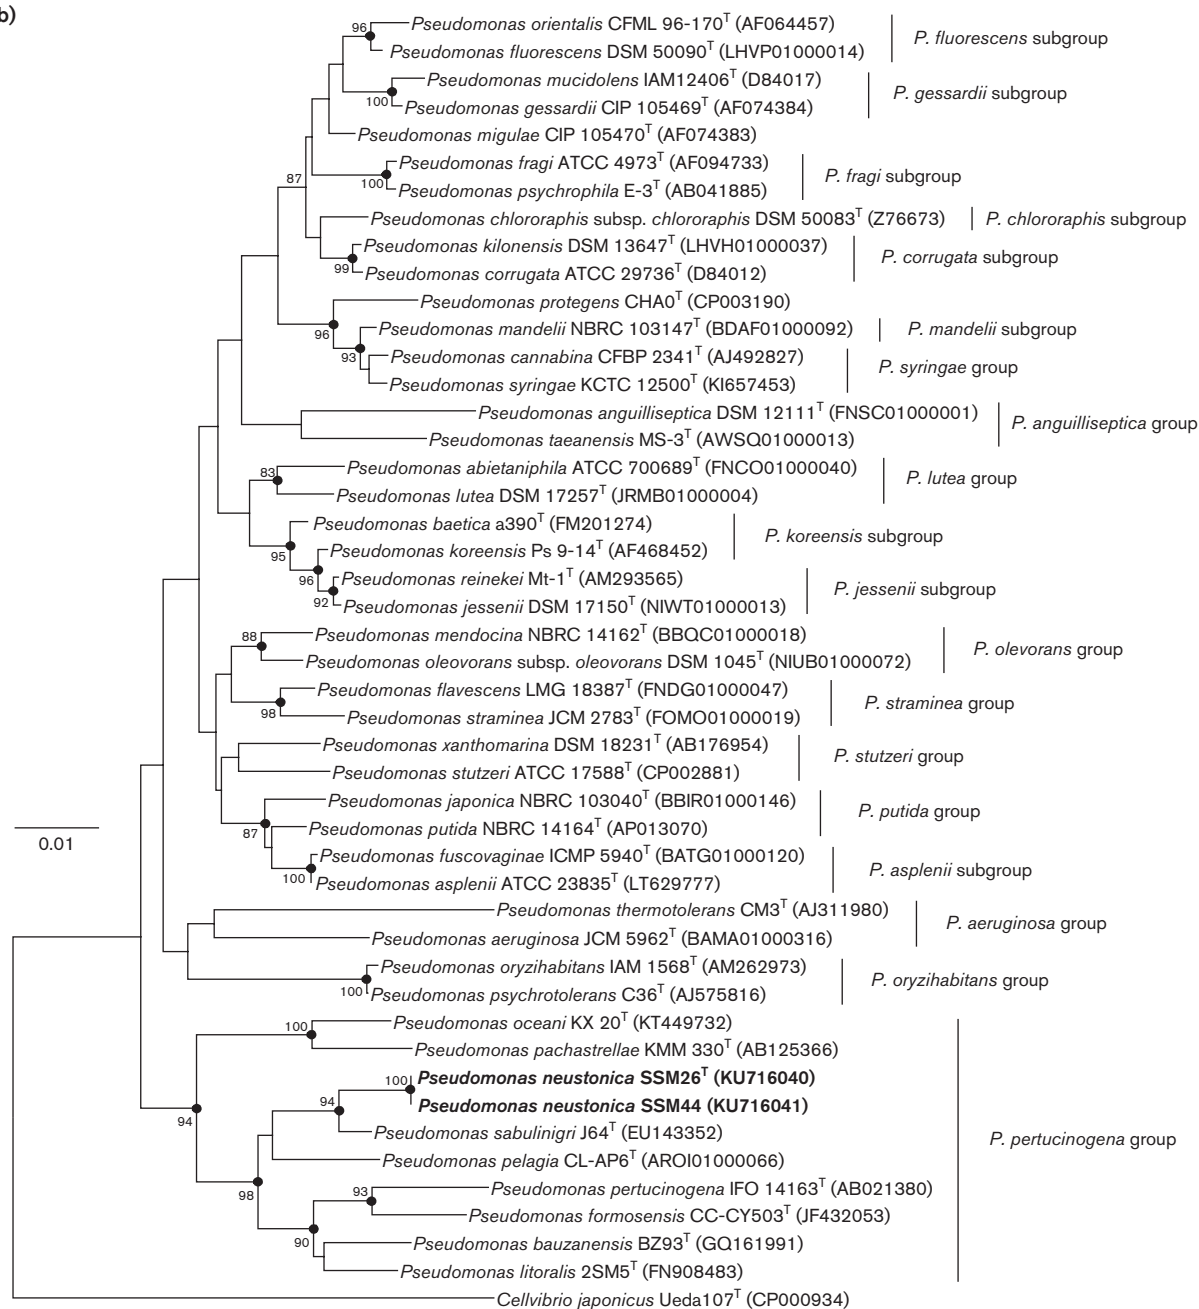 b)
96
Pseudomonas orientalis CFML 96-170T (AF064457)
Pseudomonas fluorescens DSM 50090T (LHVP01000014)
P. fluorescens subgroup
Pseudomonas mucidolens IAM12406T (D84017)
100
Pseudomonas gessardii CIP 105469T (AF074384)
P. gessardii subgroup
Pseudomonas migulae CIP 105470T (AF074383)
87
Pseudomonas fragi ATCC 4973T (AF094733)
100
Pseudomonas psychrophila E-3T (AB041885)
P. fragi subgroup
Pseudomonas chlororaphis subsp. chlororaphis DSM 50083T (Z76673)
P. chlororaphis subgroup
Pseudomonas kilonensis DSM 13647T (LHVH01000037)
99
Pseudomonas corrugata ATCC 29736T (D84012)
P. corrugata subgroup
Pseudomonas protegens CHA0T (CP003190)
96
Pseudomonas mandelii NBRC 103147T (BDAF01000092)
P. mandelii subgroup
93
Pseudomonas cannabina CFBP 2341T (AJ492827)
Pseudomonas syringae KCTC 12500T (KI657453)
P. syringae group
Pseudomonas anguilliseptica DSM 12111T (FNSC01000001)
Pseudomonas taeanensis MS-3T (AWSQ01000013)
P. anguilliseptica group
83
Pseudomonas abietaniphila ATCC 700689T (FNCO01000040)
Pseudomonas lutea DSM 17257T (JRMB01000004)
P. lutea group
Pseudomonas baetica a390T (FM201274)
95
Pseudomonas koreensis Ps 9-14T (AF468452)
P. koreensis subgroup
96
Pseudomonas reinekei Mt-1T (AM293565)
92
Pseudomonas jessenii DSM 17150T (NIWT01000013)
P. jessenii subgroup
88
Pseudomonas mendocina NBRC 14162T (BBQC01000018)
Pseudomonas oleovorans subsp. oleovorans DSM 1045T (NIUB01000072)
P. olevorans group
Pseudomonas flavescens LMG 18387T (FNDG01000047)
98
Pseudomonas straminea JCM 2783T (FOMO01000019)
P. straminea group
Pseudomonas xanthomarina DSM 18231T (AB176954)
Pseudomonas stutzeri ATCC 17588T (CP002881)
P. stutzeri group
Pseudomonas japonica NBRC 103040T (BBIR01000146)
87
Pseudomonas putida NBRC 14164T (AP013070)
P. putida group
0.01
Pseudomonas fuscovaginae ICMP 5940T (BATG01000120)
100
Pseudomonas asplenii ATCC 23835T (LT629777)
P. asplenii subgroup
Pseudomonas thermotolerans CM3T (AJ311980)
Pseudomonas aeruginosa JCM 5962T (BAMA01000316)
P. aeruginosa group
Pseudomonas oryzihabitans IAM 1568T (AM262973)
100
Pseudomonas psychrotolerans C36T (AJ575816)
P. oryzihabitans group
100
Pseudomonas oceani KX 20T (KT449732)
Pseudomonas pachastrellae KMM 330T (AB125366)
94
100
Pseudomonas neustonica SSM26T (KU716040)
94
Pseudomonas neustonica SSM44 (KU716041)
Pseudomonas sabulinigri J64T (EU143352)
P. pertucinogena group
Pseudomonas pelagia CL-AP6T (AROI01000066)
98
93
Pseudomonas pertucinogena IFO 14163T (AB021380)
Pseudomonas formosensis CC-CY503T (JF432053)
90
Pseudomonas bauzanensis BZ93T (GQ161991)
Pseudomonas litoralis 2SM5T (FN908483)
Cellvibrio japonicus Ueda107T (CP000934)